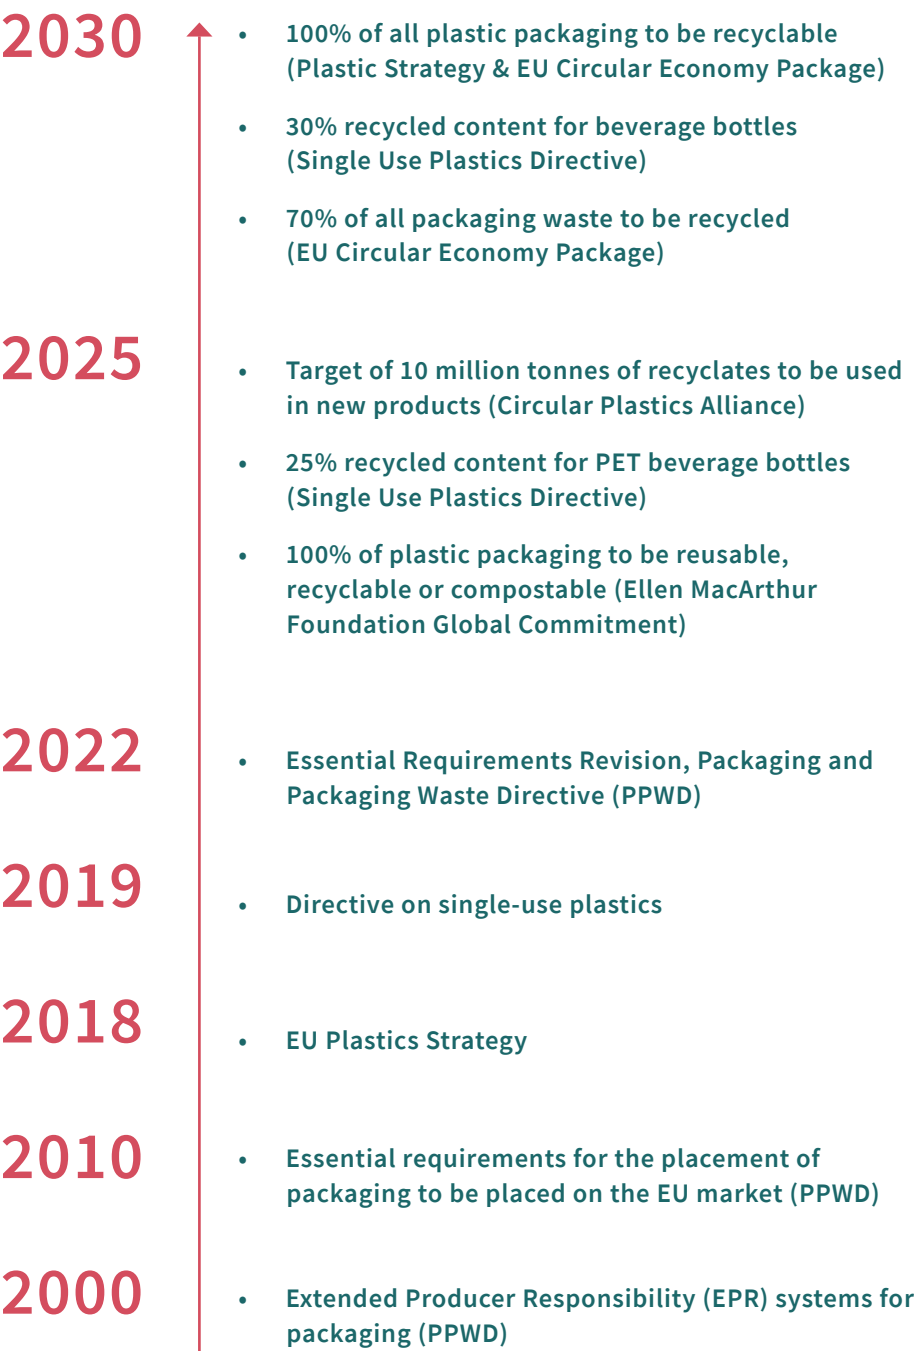 2030
• 100% of all plastic packaging to be recyclable
(Plastic Strategy & EU Circular Economy Package)
• 30% recycled content for beverage bottles
(Single Use Plastics Directive)
• 70% of all packaging waste to be recycled
(EU Circular Economy Package)
2025
• Target of 10 million tonnes of recyclates to be used
in new products (Circular Plastics Alliance)
• 25% recycled content for PET beverage bottles
(Single Use Plastics Directive)
• 100% of plastic packaging to be reusable,
recyclable or compostable (Ellen MacArthur
Foundation Global Commitment)
2022
• Essential Requirements Revision, Packaging and
Packaging Waste Directive (PPWD)
2019
• Directive on single-use plastics
2018
• EU Plastics Strategy
2010
• Essential requirements for the placement of
packaging to be placed on the EU market (PPWD)
2000
• Extended Producer Responsibility (EPR) systems for
packaging (PPWD)